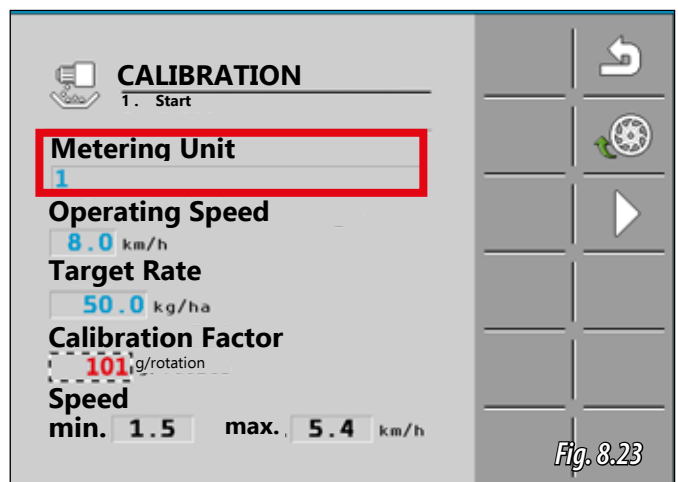 CALIBRATION
1. Start
Metering Unit
1
Operating Speed
8.0 km/h
Target Rate
50.0 kg/ha
Calibration Factor
101 g/rotation
Speed
min. 1.5 max. 5.4 km/h
Fig. 8.23